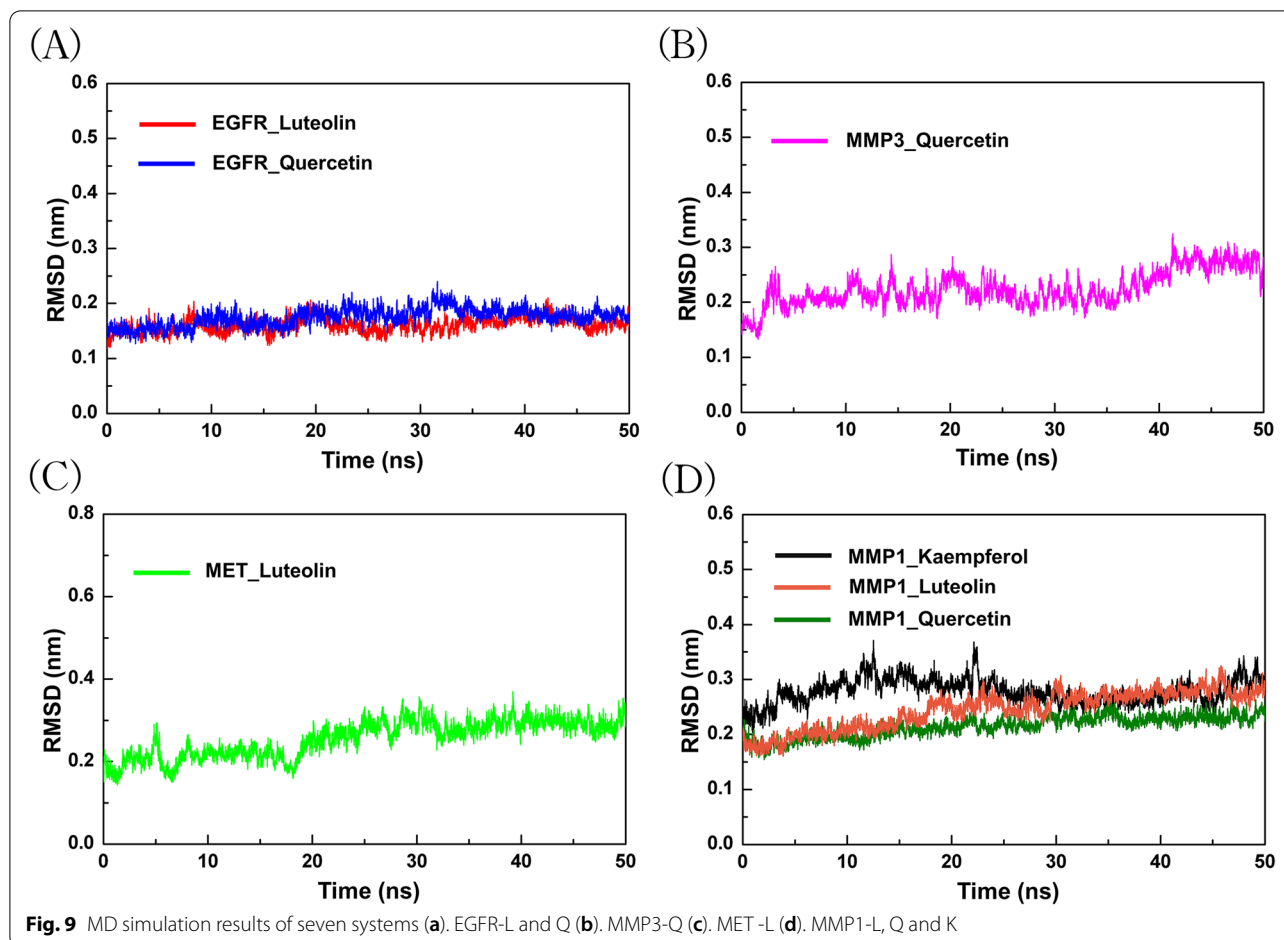 (A)
0.6
0.5
0.4
0.3
0.2
0.1
0.0
RMSD (nm)
EGFR_Luteolin
EGFR_Quercetin
0 10 20 30 40 50
Time (ns)
(B)
0.6
0.5
0.4
0.3
0.2
0.1
0.0
RMSD (nm)
MMP3_Quercetin
0 10 20 30 40 50
Time (ns)
(C)
0.8
0.6
0.4
0.2
0.0
RMSD (nm)
MET_Luteolin
0 10 20 30 40 50
Time (ns)
(D)
0.6
0.5
0.4
0.3
0.2
0.1
0.0
RMSD (nm)
MMP1_Kaempferol
MMP1_Luteolin
MMP1_Quercetin
0 10 20 30 40 50
Time (ns)
Fig. 9 MD simulation results of seven systems (a). EGFR-L and Q (b). MMP3-Q (c). MET -L (d). MMP1-L, Q and K